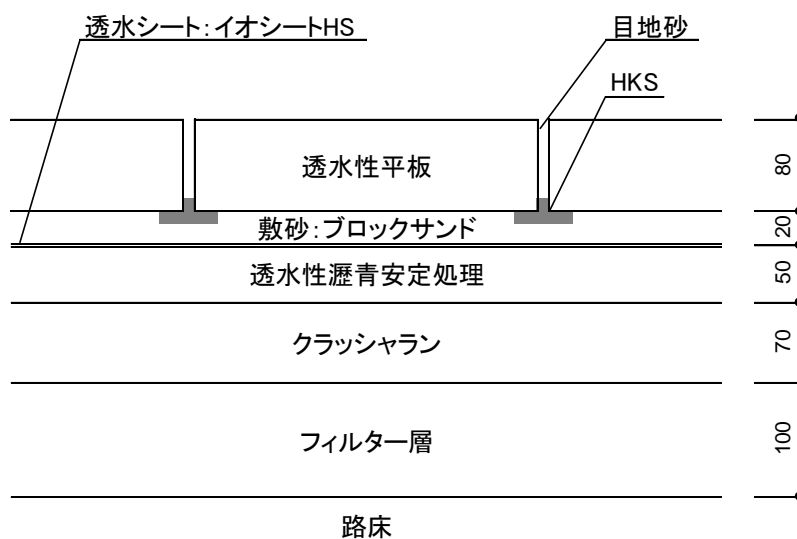 透水シート:イオシートHS
目地砂
HKS
透水性平板
80
敷砂:ブロックサンド
20
透水性瀝青安定処理
50
クラッシャラン
70
フィルター層
100
路床